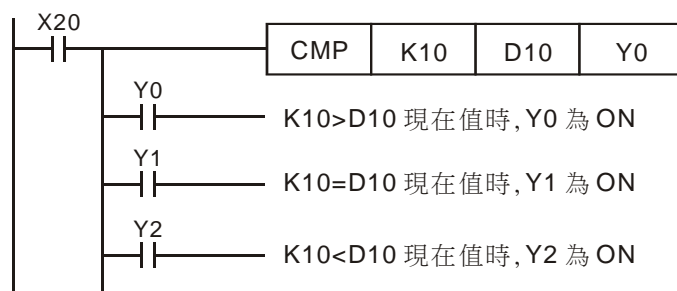 X20
CMP K10 D10 Y0
Y0
K10>D10 現在值時,Y0 為 ON
Y1
K10=D10 現在值時,Y1 為 ON
Y2
K10<D10 現在值時,Y2 為 ON